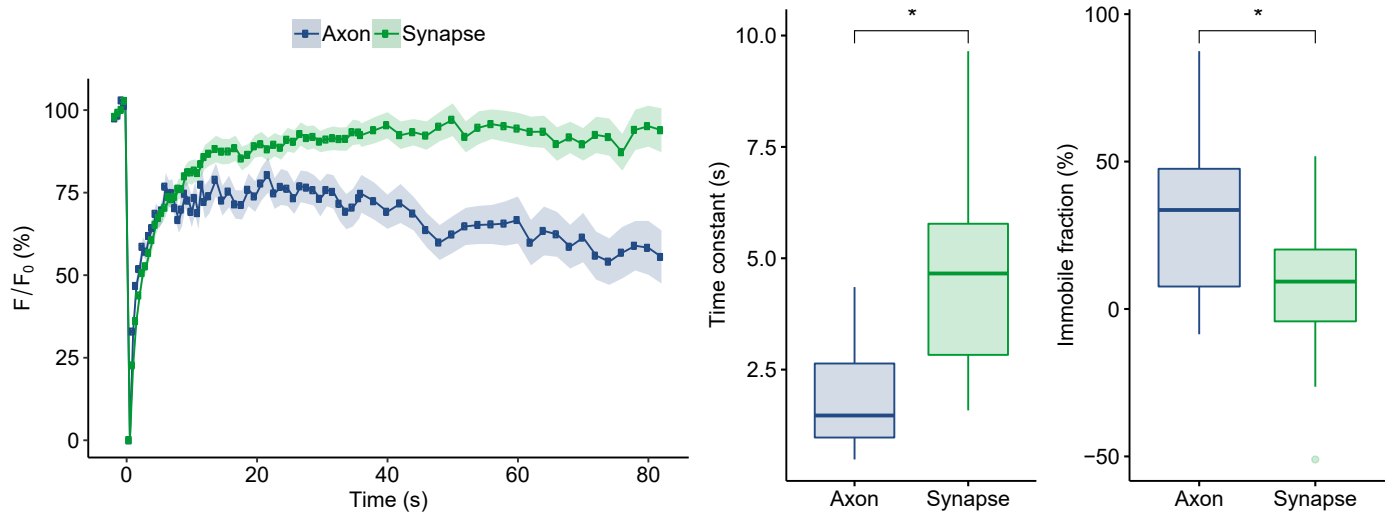 Axon Synapse
F/F0 (%)
100
75
50
25
0
0 20 40 60 80
Time (s)
*
Time constant (s)
10.0
7.5
5.0
2.5
Axon Synapse
*
Immobile fraction (%)
100
50
0
−50
Axon Synapse